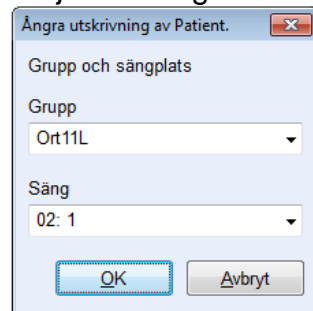 Ångra utskrivning av Patient.
Grupp och sängplats
Grupp
Ort11L
Säng
02: 1
OK
Avbryt